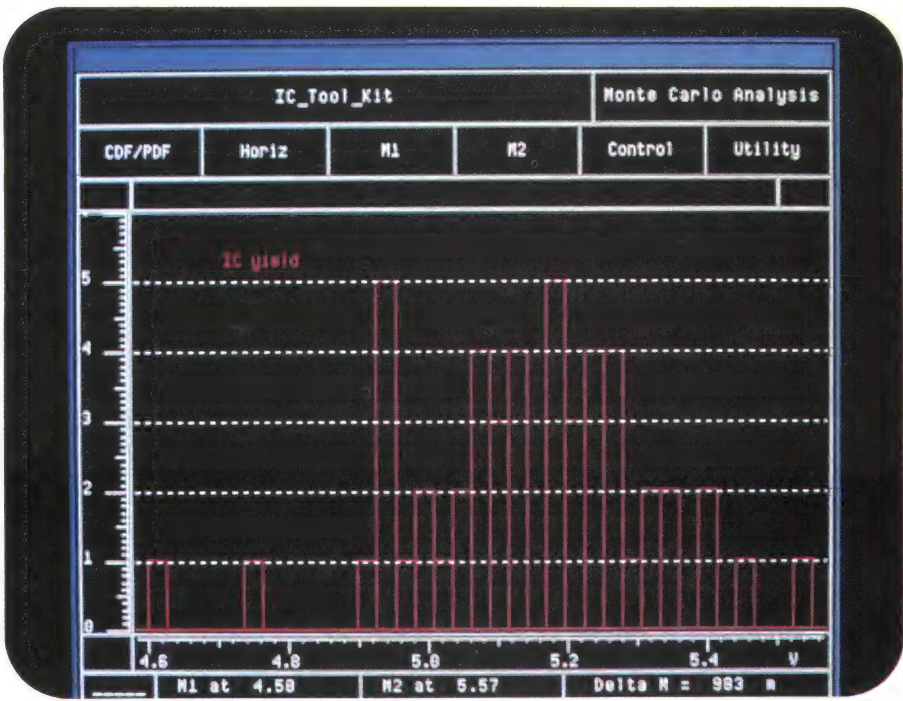 IC_Tool_Kit
Monte Carlo Analysis
CDF/PDF
Horiz
M1
M2
Control
Utility
IC yield
5
4
3
2
1
0
4.6
4.8
5.0
5.2
5.4
V
M1 at 4.58
M2 at 5.57
Delta M = 983 m